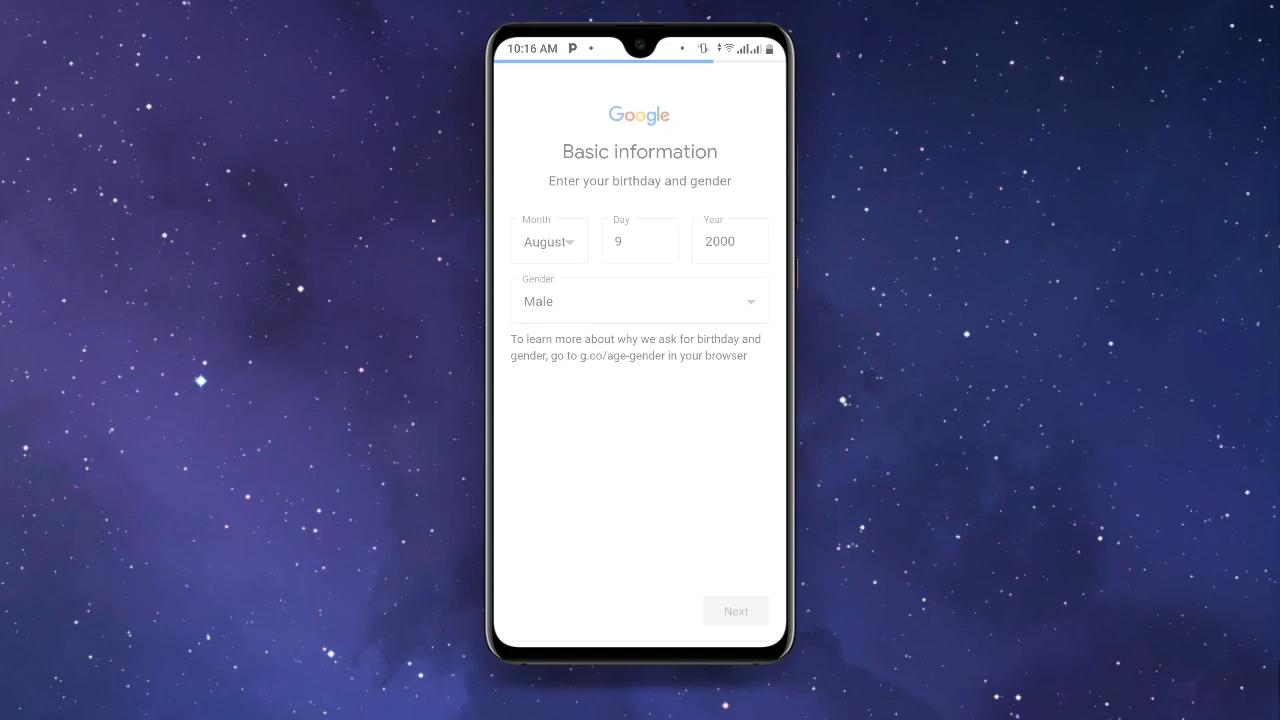 10:16 AM
Google
Basic information
Enter your birthday and gender
Month Day Year
August 9 2000
Gender
Male
To learn more about why we ask for birthday and
gender, go to g.co/age-gender in your browser
Next